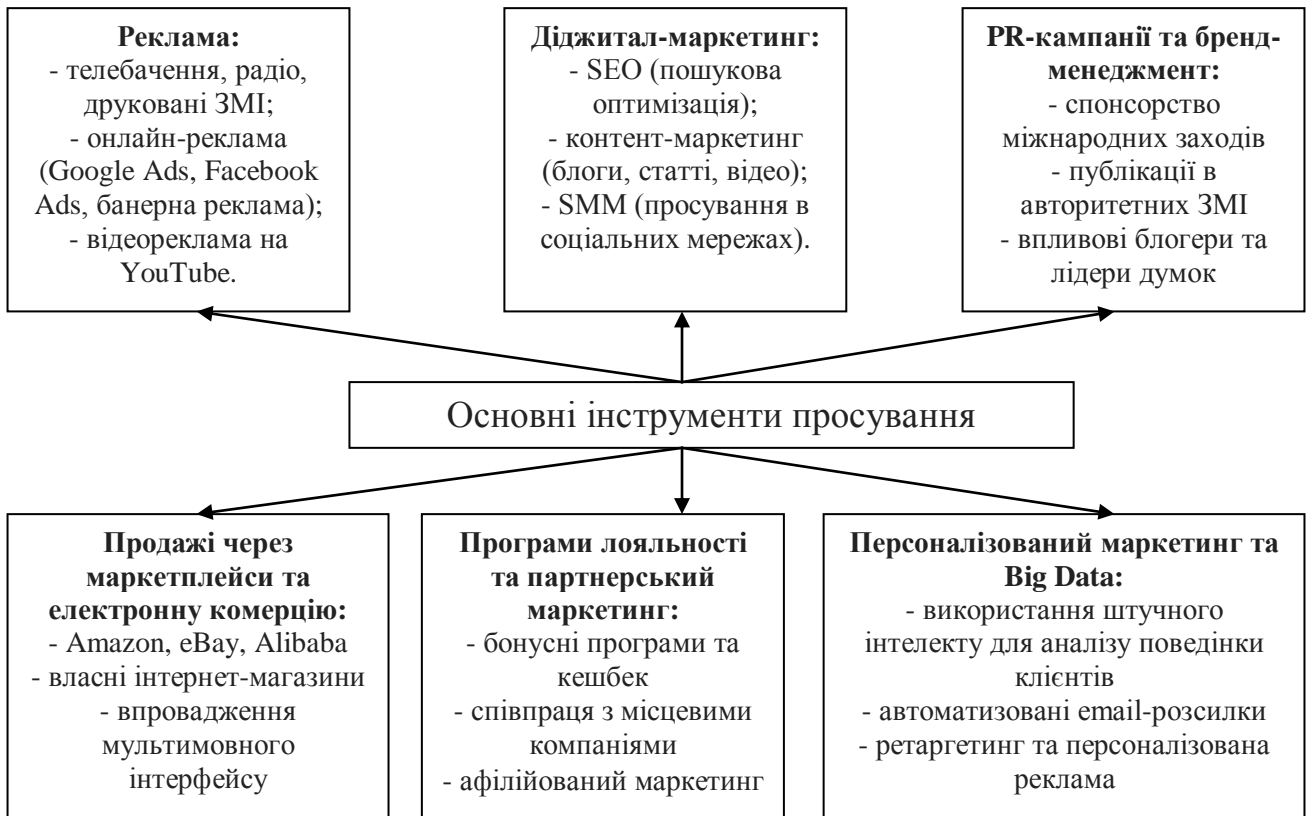 Реклама:
- телебачення, радіо,
друковані ЗМІ;
- онлайн-реклама
(Google Ads, Facebook
Ads, банерна реклама);
- відеореклама на
YouTube.
Діджитал-маркетинг:
- SEO (пошукова
оптимізація);
- контент-маркетинг
(блоги, статті, відео);
- SMM (просування в
соціальних мережах).
PR-кампанії та бренд-
менеджмент:
- спонсорство
міжнародних заходів
- публікації в
авторитетних ЗМІ
- впливові блогери та
лідери думок
Основні інструменти просування
Продажі через
маркетплейси та
електронну комерцію:
- Amazon, eBay, Alibaba
- власні інтернет-магазини
- впровадження
мультимовного
інтерфейсу
Програми лояльності
та партнерський
маркетинг:
- бонусні програми та
кешбек
- співпраця з місцевими
компаніями
- афілійований маркетинг
Персоналізований маркетинг та
Big Data:
- використання штучного
інтелекту для аналізу поведінки
клієнтів
- автоматизовані email-розсилки
- ретаргетинг та персоналізована
реклама